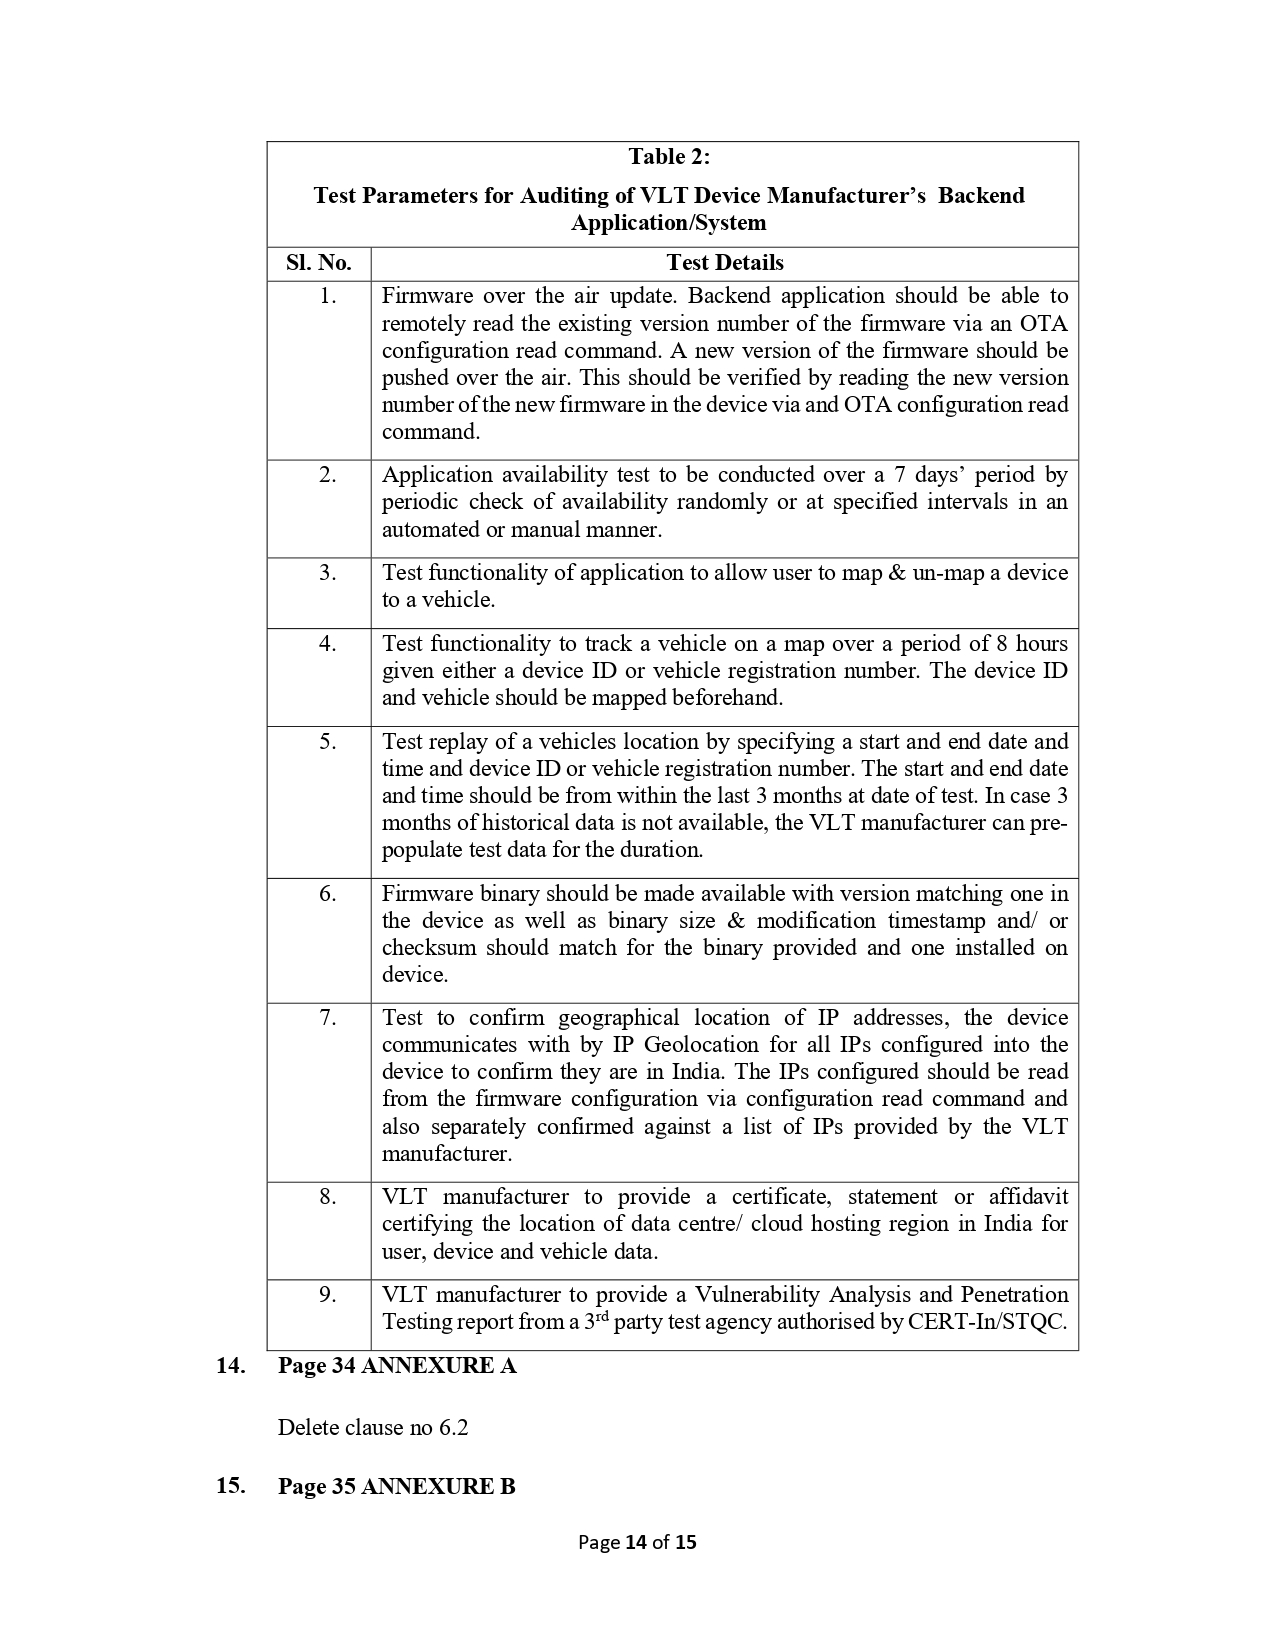 Table 2:
Test Parameters for Auditing of VLT Device Manufacturer’s Backend
Application/System
Sl. No. Test Details
1. Firmware over the air update. Backend application should be able to
remotely read the existing version number of the firmware via an OTA
configuration read command. A new version of the firmware should be
pushed over the air. This should be verified by reading the new version
number of the new firmware in the device via and OTA configuration read
command.
2. Application availability test to be conducted over a 7 days’ period by
periodic check of availability randomly or at specified intervals in an
automated or manual manner.
3. Test functionality of application to allow user to map & un-map a device
to a vehicle.
4. Test functionality to track a vehicle on a map over a period of 8 hours
given either a device ID or vehicle registration number. The device ID
and vehicle should be mapped beforehand.
5. Test replay of a vehicles location by specifying a start and end date and
time and device ID or vehicle registration number. The start and end date
and time should be from within the last 3 months at date of test. In case 3
months of historical data is not available, the VLT manufacturer can pre-
populate test data for the duration.
6. Firmware binary should be made available with version matching one in
the device as well as binary size & modification timestamp and/ or
checksum should match for the binary provided and one installed on
device.
7. Test to confirm geographical location of IP addresses, the device
communicates with by IP Geolocation for all IPs configured into the
device to confirm they are in India. The IPs configured should be read
from the firmware configuration via configuration read command and
also separately confirmed against a list of IPs provided by the VLT
manufacturer.
8. VLT manufacturer to provide a certificate, statement or affidavit
certifying the location of data centre/ cloud hosting region in India for
user, device and vehicle data.
9. VLT manufacturer to provide a Vulnerability Analysis and Penetration
Testing report from a 3rd party test agency authorised by CERT-In/STQC.
14. Page 34 ANNEXURE A
Delete clause no 6.2
15. Page 35 ANNEXURE B
Page 14 of 15